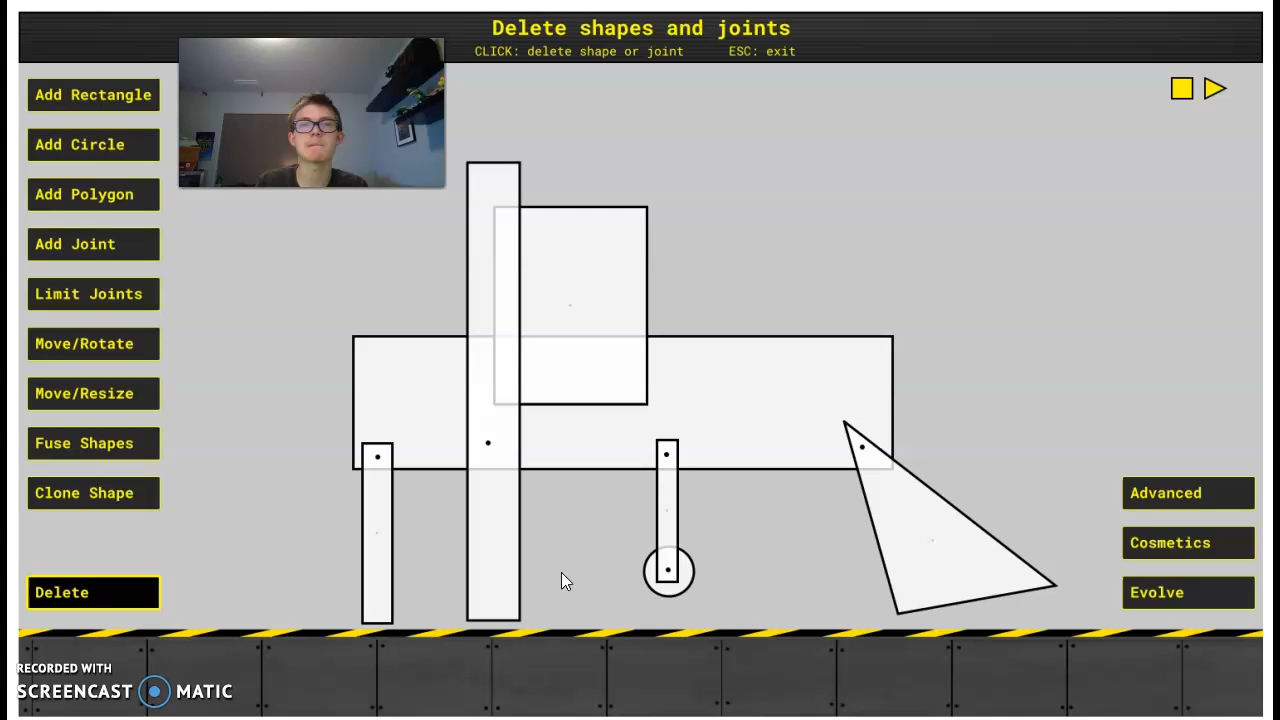 Delete shapes and joints
CLICK: delete shape or joint ESC: exit
Add Rectangle
Add Circle
Add Polygon
Add Joint
Limit Joints
Move/Rotate
Move/Resize
Fuse Shapes
Clone Shape
Delete
Advanced
Cosmetics
Evolve
RECORDED WITH
SCREENCAST MATIC